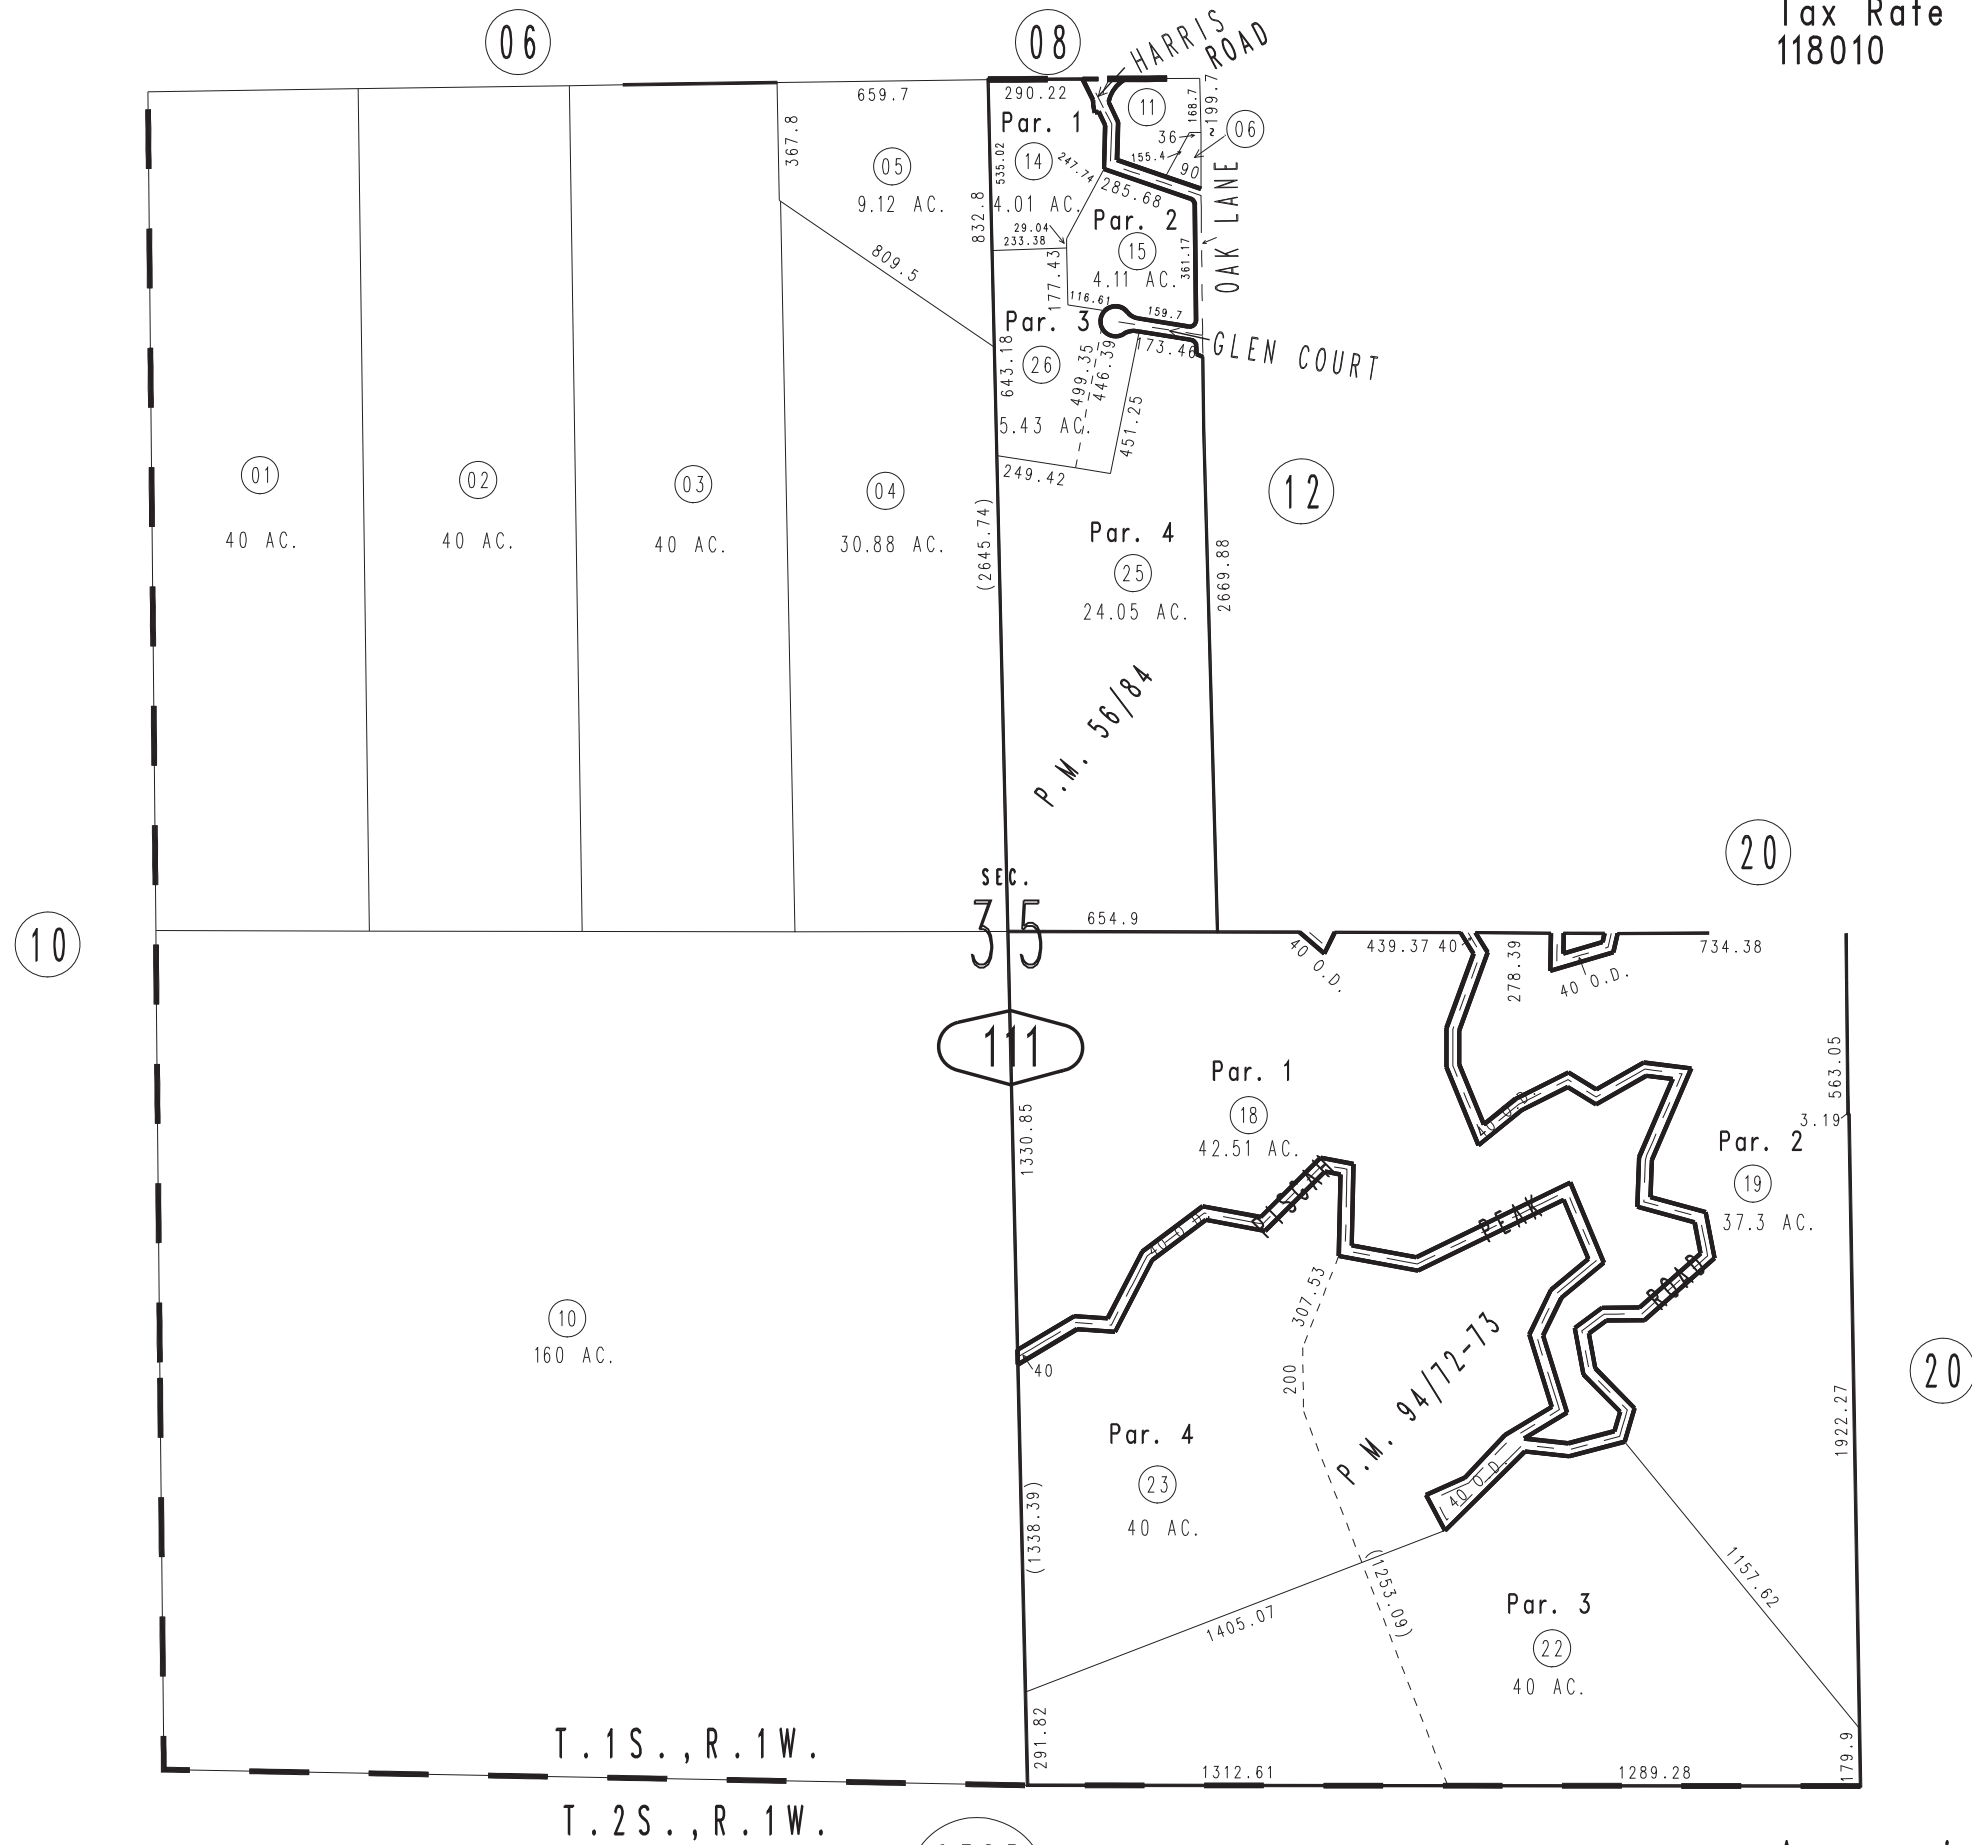 Tax Rate
118010
06
08
HARRIS
ROAD
659.7
290.22
367.8
Par. 1
11
168.7
199.7
36
06
05
9.12 AC.
535.02
14
247.74
155.4
90
832.8
4.01 AC.
285.68
Par. 2
OAK LANE
29.04
233.38
15
4.11 AC.
361.17
809.5
177.43
116.61
159.7
Par. 3
GLEN COURT
173.46
643.18
26
499.35
446.39
5.43 AC.
451.25
249.42
01
40 AC.
02
40 AC.
03
40 AC.
04
30.88 AC.
12
(2645.74)
Par. 4
25
24.05 AC.
2669.88
P.M. 56/84
20
SEC.
35
654.9
10
40 O.D.
439.37
40
278.39
40 O.D.
734.38
111
563.05
3.19
1330.85
Par. 1
18
42.51 AC.
40 O.D.
Par. 2
19
37.3 AC.
40 O.D.
PISGAH
PEAK
ROAD
10
160 AC.
40
307.53
200
P.M. 94/72-73
20
1922.27
Par. 4
23
40 AC.
40 O.D.
(1338.39)
(1253.09)
1157.62
1405.07
Par. 3
22
40 AC.
291.82
179.9
1312.61
1289.28
T.1S.,R.1W.
T.2S.,R.1W.